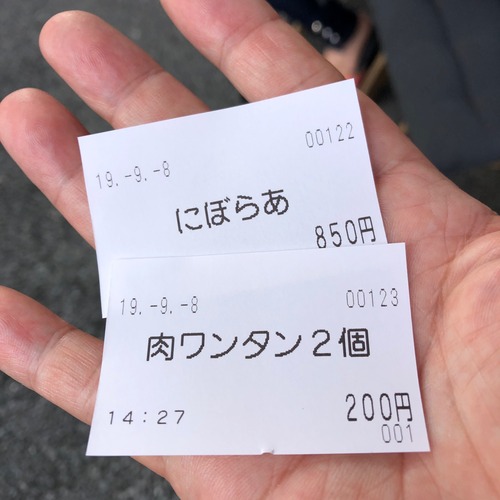 00122
19.-9.-8
にぼらあ
850円
19.-9.-8 00123
肉ワンタン2個
14:27 200円
001